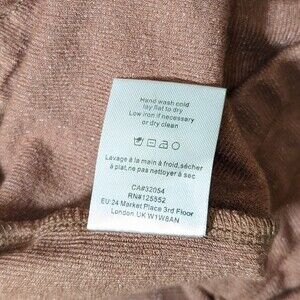 Hand wash cold
lay flat to dry
Low iron if necessary
or dry clean
Lavage à la main à froid,sécher
à plat,ne pas nettoyer à sec
CA#32054
RN#125552
EU:24 Market Place 3rd Floor
London.UK W1W8AN